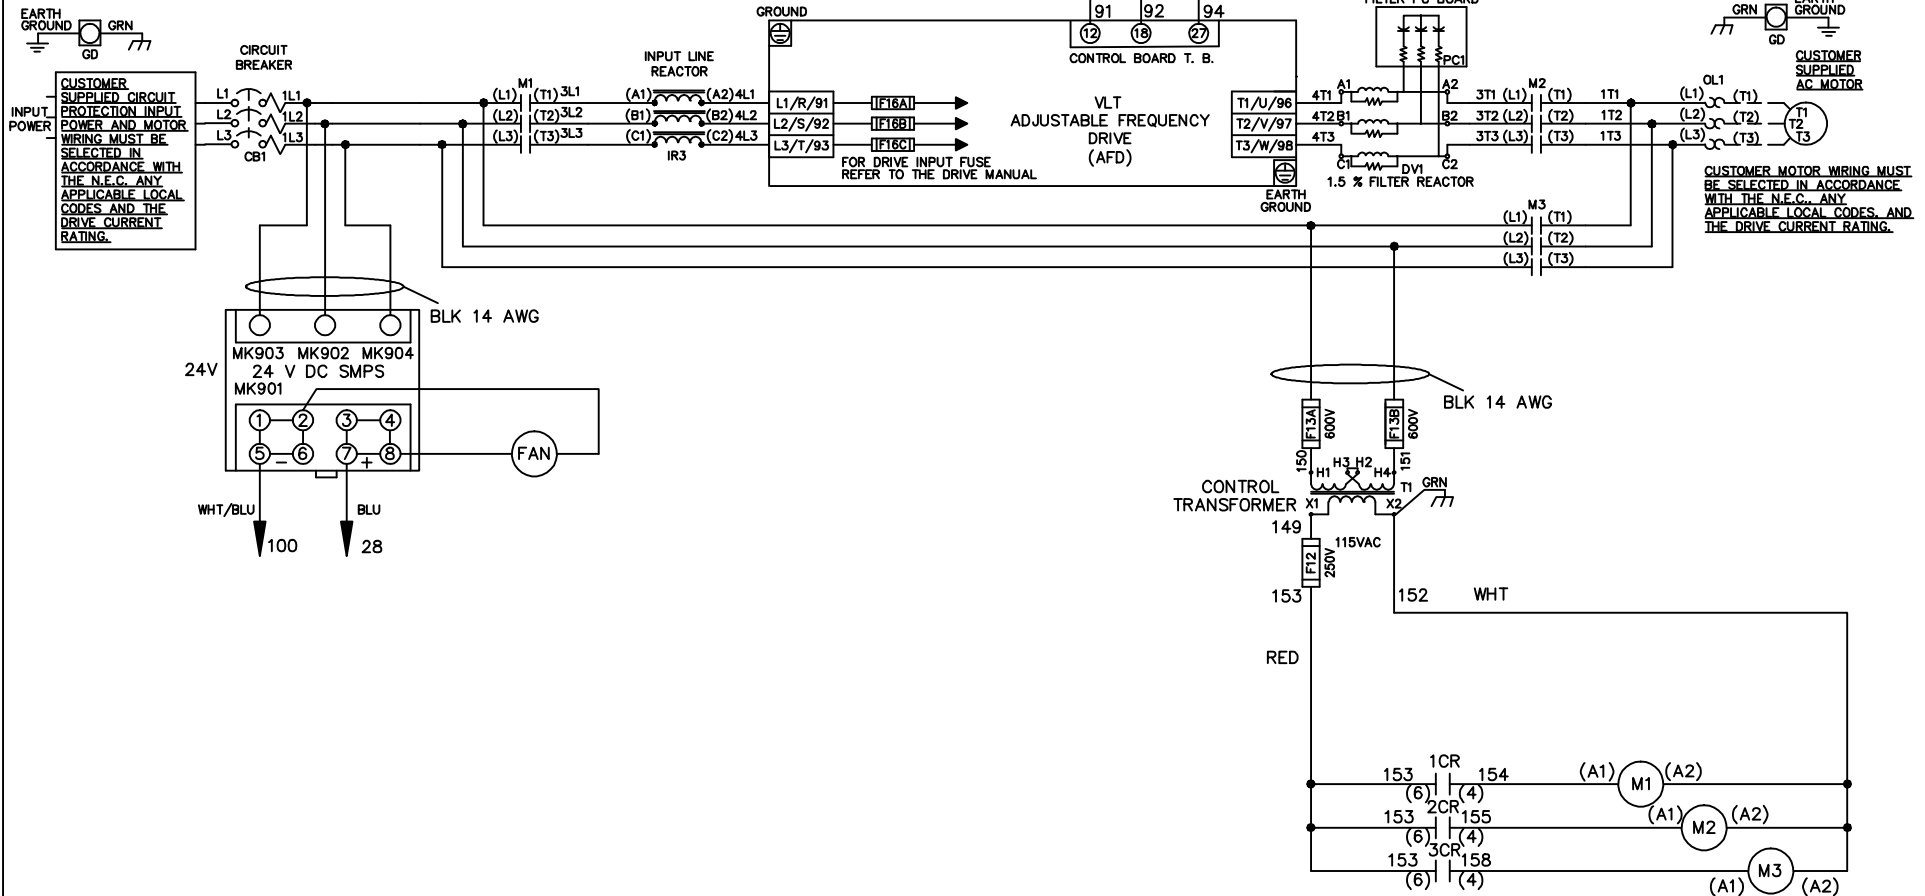 EARTH
GROUND
GRN
GD
CUSTOMER
SUPPLIED CIRCUIT
PROTECTION INPUT
POWER AND MOTOR
WIRING MUST BE
SELECTED IN
ACCORDANCE WITH
THE N.E.C. ANY
APPLICABLE LOCAL
CODES AND THE
DRIVE CURRENT
RATING.
INPUT
POWER
CIRCUIT
BREAKER
L1
L2
L3
1L1
1L2
1L3
CB1
M1
(L1) (T1) 3L1
(L2) (T2) 3L2
(L3) (T3) 3L3
INPUT LINE
REACTOR
(A1) (A2) 4L1
(B1) (B2) 4L2
(C1) (C2) 4L3
IR3
GROUND
L1/R/91
L2/S/92
L3/T/93
F16A
F16B
F16C
FOR DRIVE INPUT FUSE
REFER TO THE DRIVE MANUAL
91 92 94
12 18 27
CONTROL BOARD T. B.
VLT
ADJUSTABLE FREQUENCY
DRIVE
(AFD)
T1/U/96
T2/V/97
T3/W/98
EARTH
GROUND
4T1
4T2
4T3
A1
B1
C1
PC1
A2
B2
C2
DV1
1.5 % FILTER REACTOR
M2
3T1 (L1) (T1) 1T1
3T2 (L2) (T2) 1T2
3T3 (L3) (T3) 1T3
M3
(L1) (T1)
(L2) (T2)
(L3) (T3)
OL1
(L1) (T1)
(L2) (T2)
(L3) (T3)
T1
T2
T3
GRN
GROUND
GD
CUSTOMER
SUPPLIED
AC MOTOR
CUSTOMER MOTOR WIRING MUST
BE SELECTED IN ACCORDANCE
WITH THE N.E.C., ANY
APPLICABLE LOCAL CODES, AND
THE DRIVE CURRENT RATING.
BLK 14 AWG
MK903 MK902 MK904
24V
24 V DC SMPS
MK901
1 2 3 4
5 6 7 8
- +
FAN
WHT/BLU
BLU
100
28
BLK 14 AWG
F13A
600V
F13B
600V
150
151
H1 H3 H2 H4
T1
GRN
CONTROL
TRANSFORMER
X1 X2
149
115VAC
F12
250V
153
152
WHT
RED
1CR
153 154
(6) (4)
(A1) M1 (A2)
2CR
153 155
(6) (4)
(A1) M2 (A2)
3CR
153 158
(6) (4)
(A1) M3 (A2)